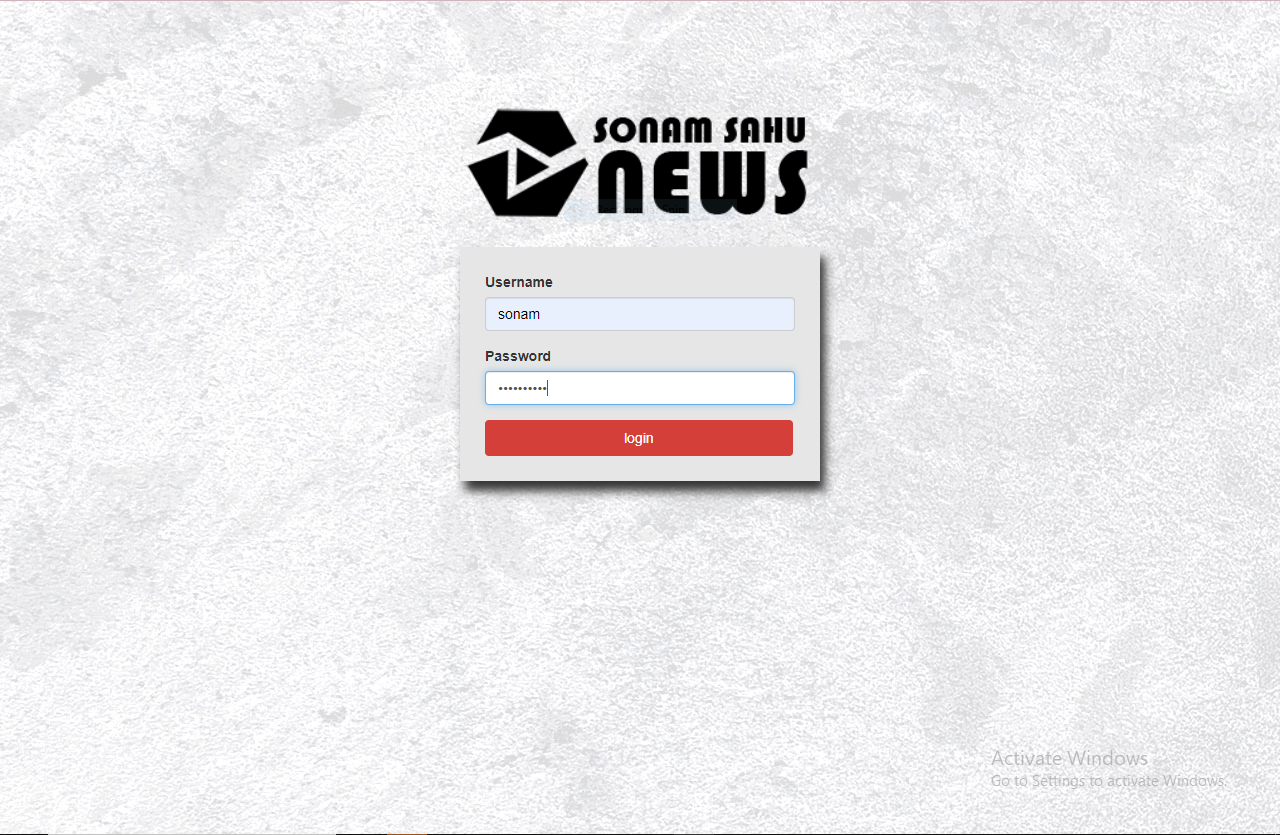 SONAM SAHU
NEWS
Username
sonam
Password
••••••••••
login
Activate Windows
Go to Settings to activate Windows.